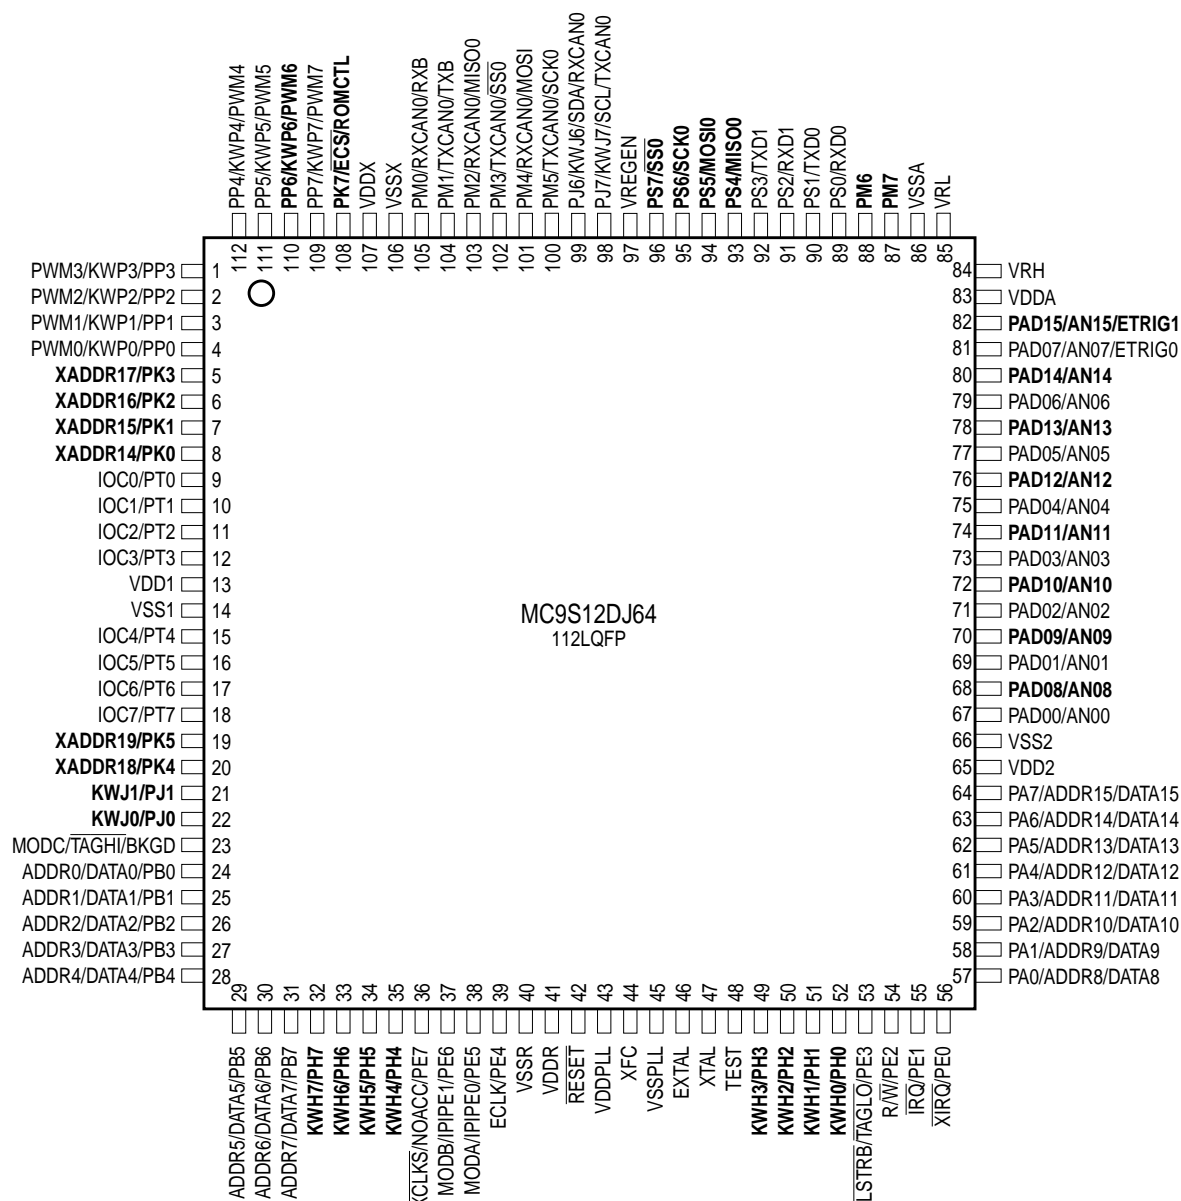 PP4/KWP4/PWM4
PP5/KWP5/PWM5
PP6/KWP6/PWM6
PP7/KWP7/PWM7
PK7/ECS/ROMCTL
VDDX
VSSX
PM0/RXCAN0/RXB
PM1/TXCAN0/TXB
PM2/RXCAN0/MISO0
PM3/TXCAN0/SS0
PM4/RXCAN0/MOSI
PM5/TXCAN0/SCK0
PJ6/KWJ6/SDA/RXCAN0
PJ7/KWJ7/SCL/TXCAN0
VREGEN
PS7/SS0
PS6/SCK0
PS5/MOSI0
PS4/MISO0
PS3/TXD1
PS2/RXD1
PS1/TXD0
PS0/RXD0
PM6
PM7
VSSA
VRL
112
111
110
109
108
107
106
105
104
103
102
101
100
99
98
97
96
95
94
93
92
91
90
89
88
87
86
85
PWM3/KWP3/PP3 1
PWM2/KWP2/PP2 2
PWM1/KWP1/PP1 3
PWM0/KWP0/PP0 4
XADDR17/PK3 5
XADDR16/PK2 6
XADDR15/PK1 7
XADDR14/PK0 8
IOC0/PT0 9
IOC1/PT1 10
IOC2/PT2 11
IOC3/PT3 12
VDD1 13
VSS1 14
IOC4/PT4 15
IOC5/PT5 16
IOC6/PT6 17
IOC7/PT7 18
XADDR19/PK5 19
XADDR18/PK4 20
KWJ1/PJ1 21
KWJ0/PJ0 22
MODC/TAGHI/BKGD 23
ADDR0/DATA0/PB0 24
ADDR1/DATA1/PB1 25
ADDR2/DATA2/PB2 26
ADDR3/DATA3/PB3 27
ADDR4/DATA4/PB4 28
MC9S12DJ64
112LQFP
84 VRH
83 VDDA
82 PAD15/AN15/ETRIG1
81 PAD07/AN07/ETRIG0
80 PAD14/AN14
79 PAD06/AN06
78 PAD13/AN13
77 PAD05/AN05
76 PAD12/AN12
75 PAD04/AN04
74 PAD11/AN11
73 PAD03/AN03
72 PAD10/AN10
71 PAD02/AN02
70 PAD09/AN09
69 PAD01/AN01
68 PAD08/AN08
67 PAD00/AN00
66 VSS2
65 VDD2
64 PA7/ADDR15/DATA15
63 PA6/ADDR14/DATA14
62 PA5/ADDR13/DATA13
61 PA4/ADDR12/DATA12
60 PA3/ADDR11/DATA11
59 PA2/ADDR10/DATA10
58 PA1/ADDR9/DATA9
57 PA0/ADDR8/DATA8
29
30
31
32
33
34
35
36
37
38
39
40
41
42
43
44
45
46
47
48
49
50
51
52
53
54
55
56
ADDR5/DATA5/PB5
ADDR6/DATA6/PB6
ADDR7/DATA7/PB7
KWH7/PH7
KWH6/PH6
KWH5/PH5
KWH4/PH4
XCLKS/NOACC/PE7
MODB/IPIPE1/PE6
MODA/IPIPE0/PE5
ECLK/PE4
VSSR
VDDR
RESET
VDDPLL
XFC
VSSPLL
EXTAL
XTAL
TEST
KWH3/PH3
KWH2/PH2
KWH1/PH1
KWH0/PH0
LSTRB/TAGLO/PE3
R/W/PE2
IRQ/PE1
XIRQ/PE0